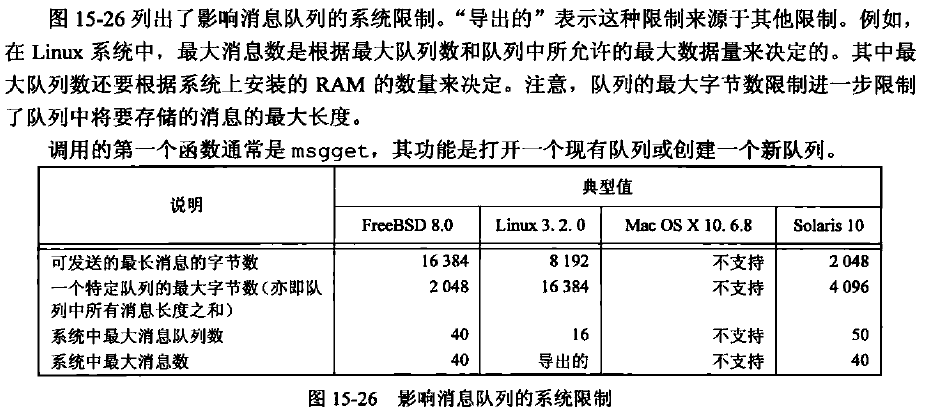 图 15-26 列出了影响消息队列的系统限制。“导出的”表示这种限制来源于其他限制。例如，
在 Linux 系统中，最大消息数是根据最大队列数和队列中所允许的最大数据量来决定的。其中最
大队列数还要根据系统上安装的 RAM 的数量来决定。注意，队列的最大字节数限制进一步限制
了队列中将要存储的消息的最大长度。
调用的第一个函数通常是 msgget，其功能是打开一个现有队列或创建一个新队列。
说明 典型值
FreeBSD 8.0 Linux 3.2.0 Mac OS X 10.6.8 Solaris 10
可发送的最长消息的字节数 16 384 8 192 不支持 2 048
一个特定队列的最大字节数（亦即队 2 048 16 384 不支持 4 096
列中所有消息长度之和）
系统中最大消息队列数 40 16 不支持 50
系统中最大消息数 40 导出的 不支持 40
图 15-26 影响消息队列的系统限制